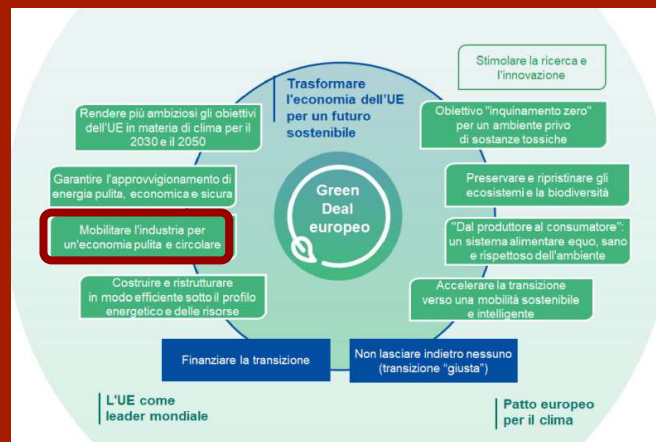 Stimolare la ricerca e
l'innovazione
Trasformare
l'economia dell'UE
per un futuro
sostenibile
Rendere più ambiziosi gli obiettivi
dell'UE in materia di clima per il
2030 e il 2050
Obiettivo "inquinamento zero"
per un ambiente privo
di sostanze tossiche
Garantire l'approvvigionamento di
energia pulita, economica e sicura
Preservare e ripristinare gli
ecosistemi e la biodiversità
Green
Deal
europeo
Mobilitare l'industria per
un'economia pulita e circolare
"Dal produttore al consumatore":
un sistema alimentare equo, sano
e rispettoso dell'ambiente
Costruire e ristrutturare
in modo efficiente sotto il profilo
energetico e delle risorse
Accelerare la transizione
verso una mobilità sostenibile
e intelligente
Finanziare la transizione
Non lasciare indietro nessuno
(transizione "giusta")
L'UE come
leader mondiale
Patto europeo
per il clima